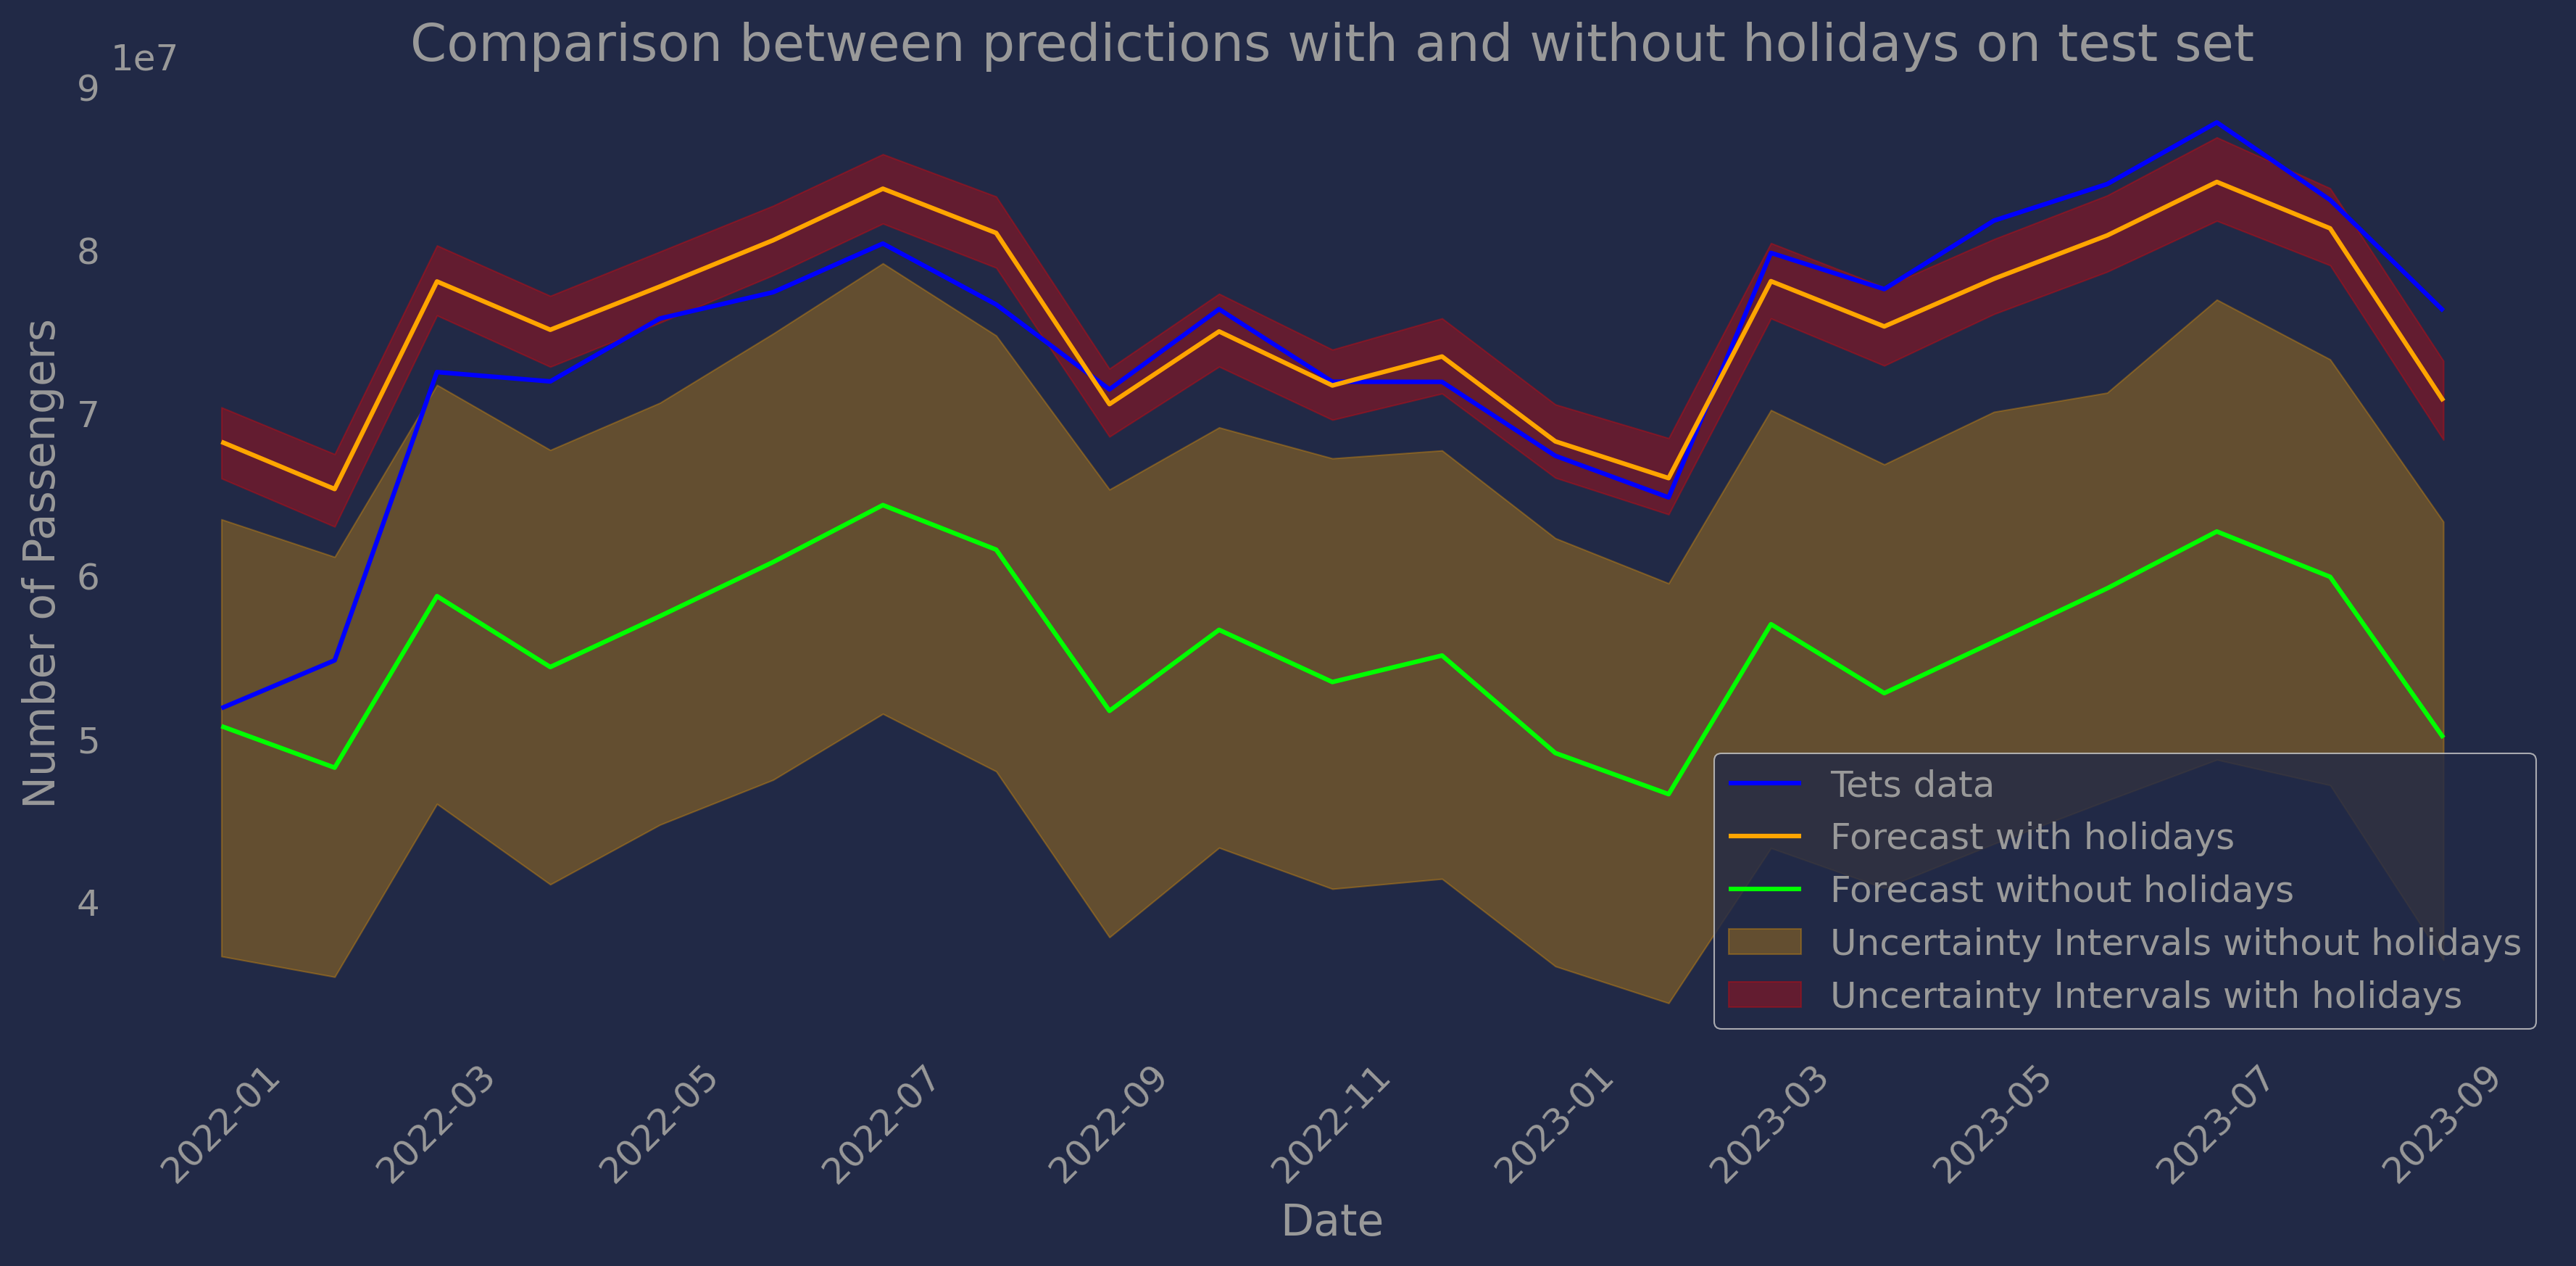 Comparison between predictions with and without holidays on test set
1e7
9
8
7
6
5
4
Number of Passengers
Tets data
Forecast with holidays
Forecast without holidays
Uncertainty Intervals without holidays
Uncertainty Intervals with holidays
2022-01
2022-03
2022-05
2022-07
2022-09
2022-11
2023-01
2023-03
2023-05
2023-07
2023-09
Date